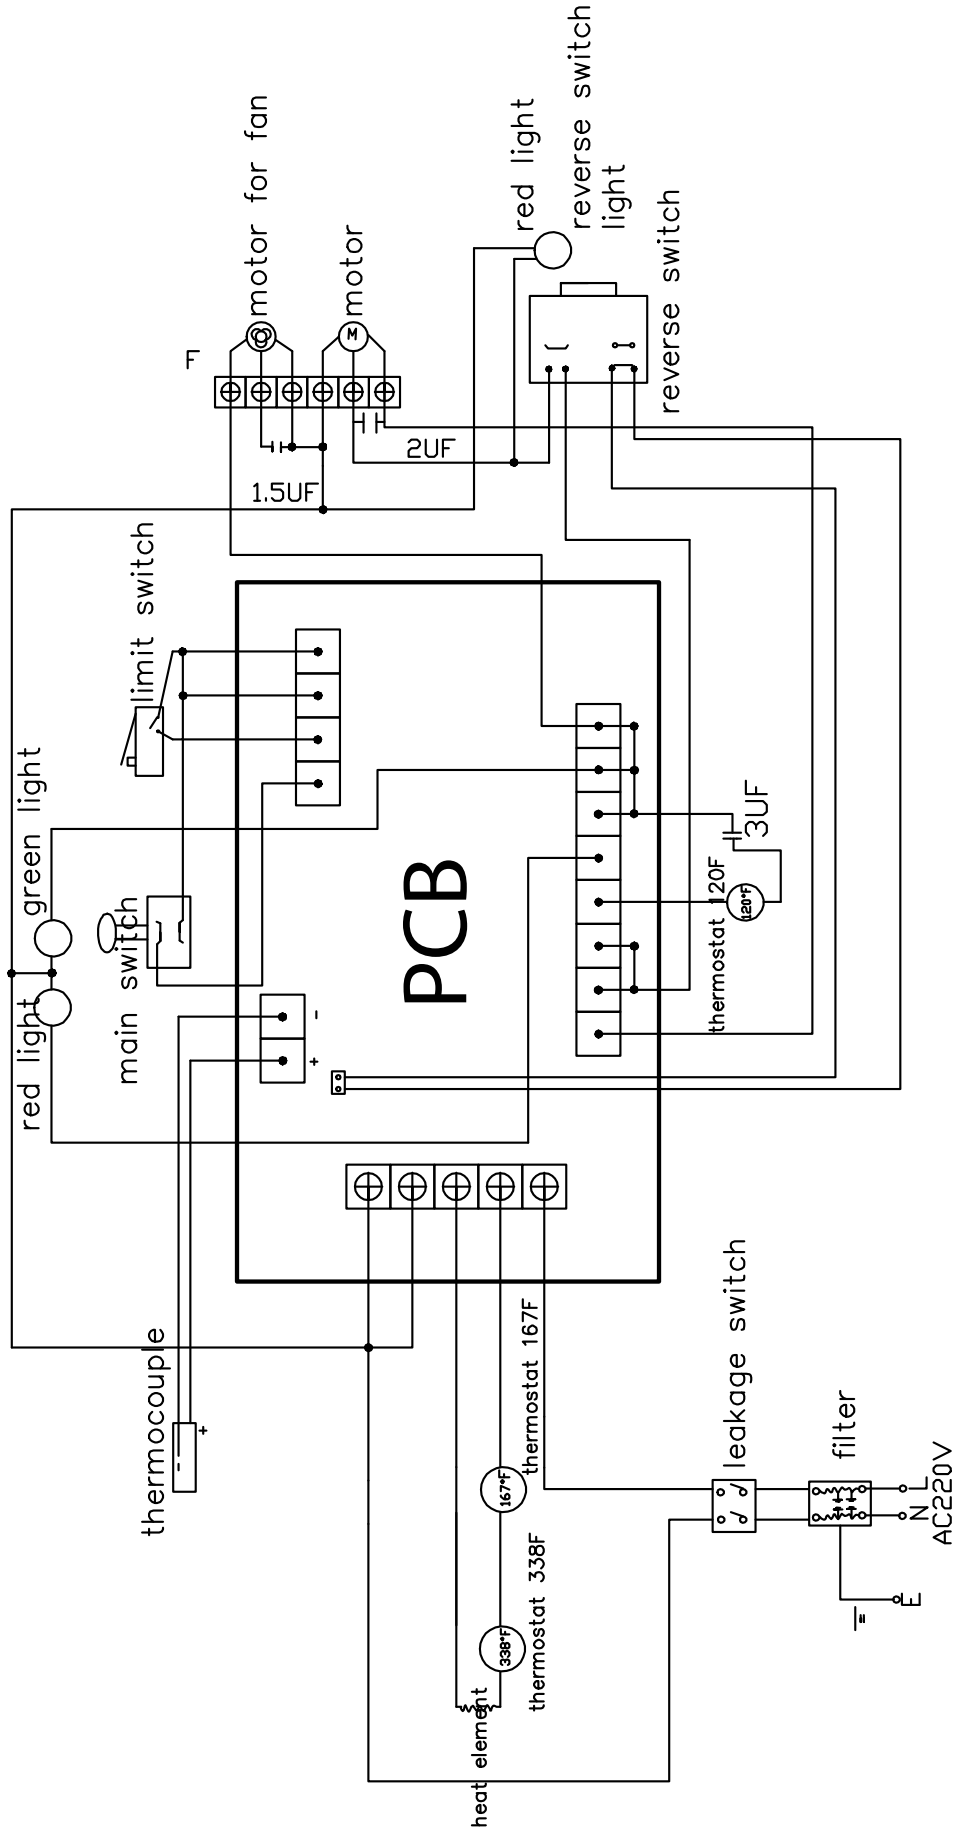 motor for fan
motor
red light
reverse switch
light
reverse switch
F
M
2UF
1.5UF
limit switch
green light
red light
main switch
PCB
-
+
3UF
thermostat 120F
120°F
thermocouple
-
+
thermostat 167F
167°F
thermostat 338F
338°F
heat element
leakage switch
filter
L
N
AC220V
E